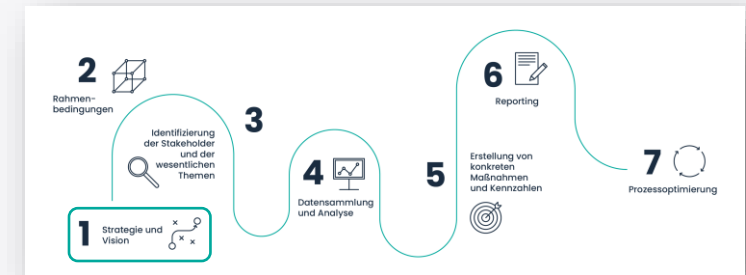 1
Strategie und
Vision
2
Rahmen-
bedingungen
3
Identifizierung
der Stakeholder
und der
wesentlichen
Themen
4
Datensammlung
und Analyse
5
Erstellung von
konkreten
Maßnahmen
und Kennzahlen
6
Reporting
7
Prozessoptimierung